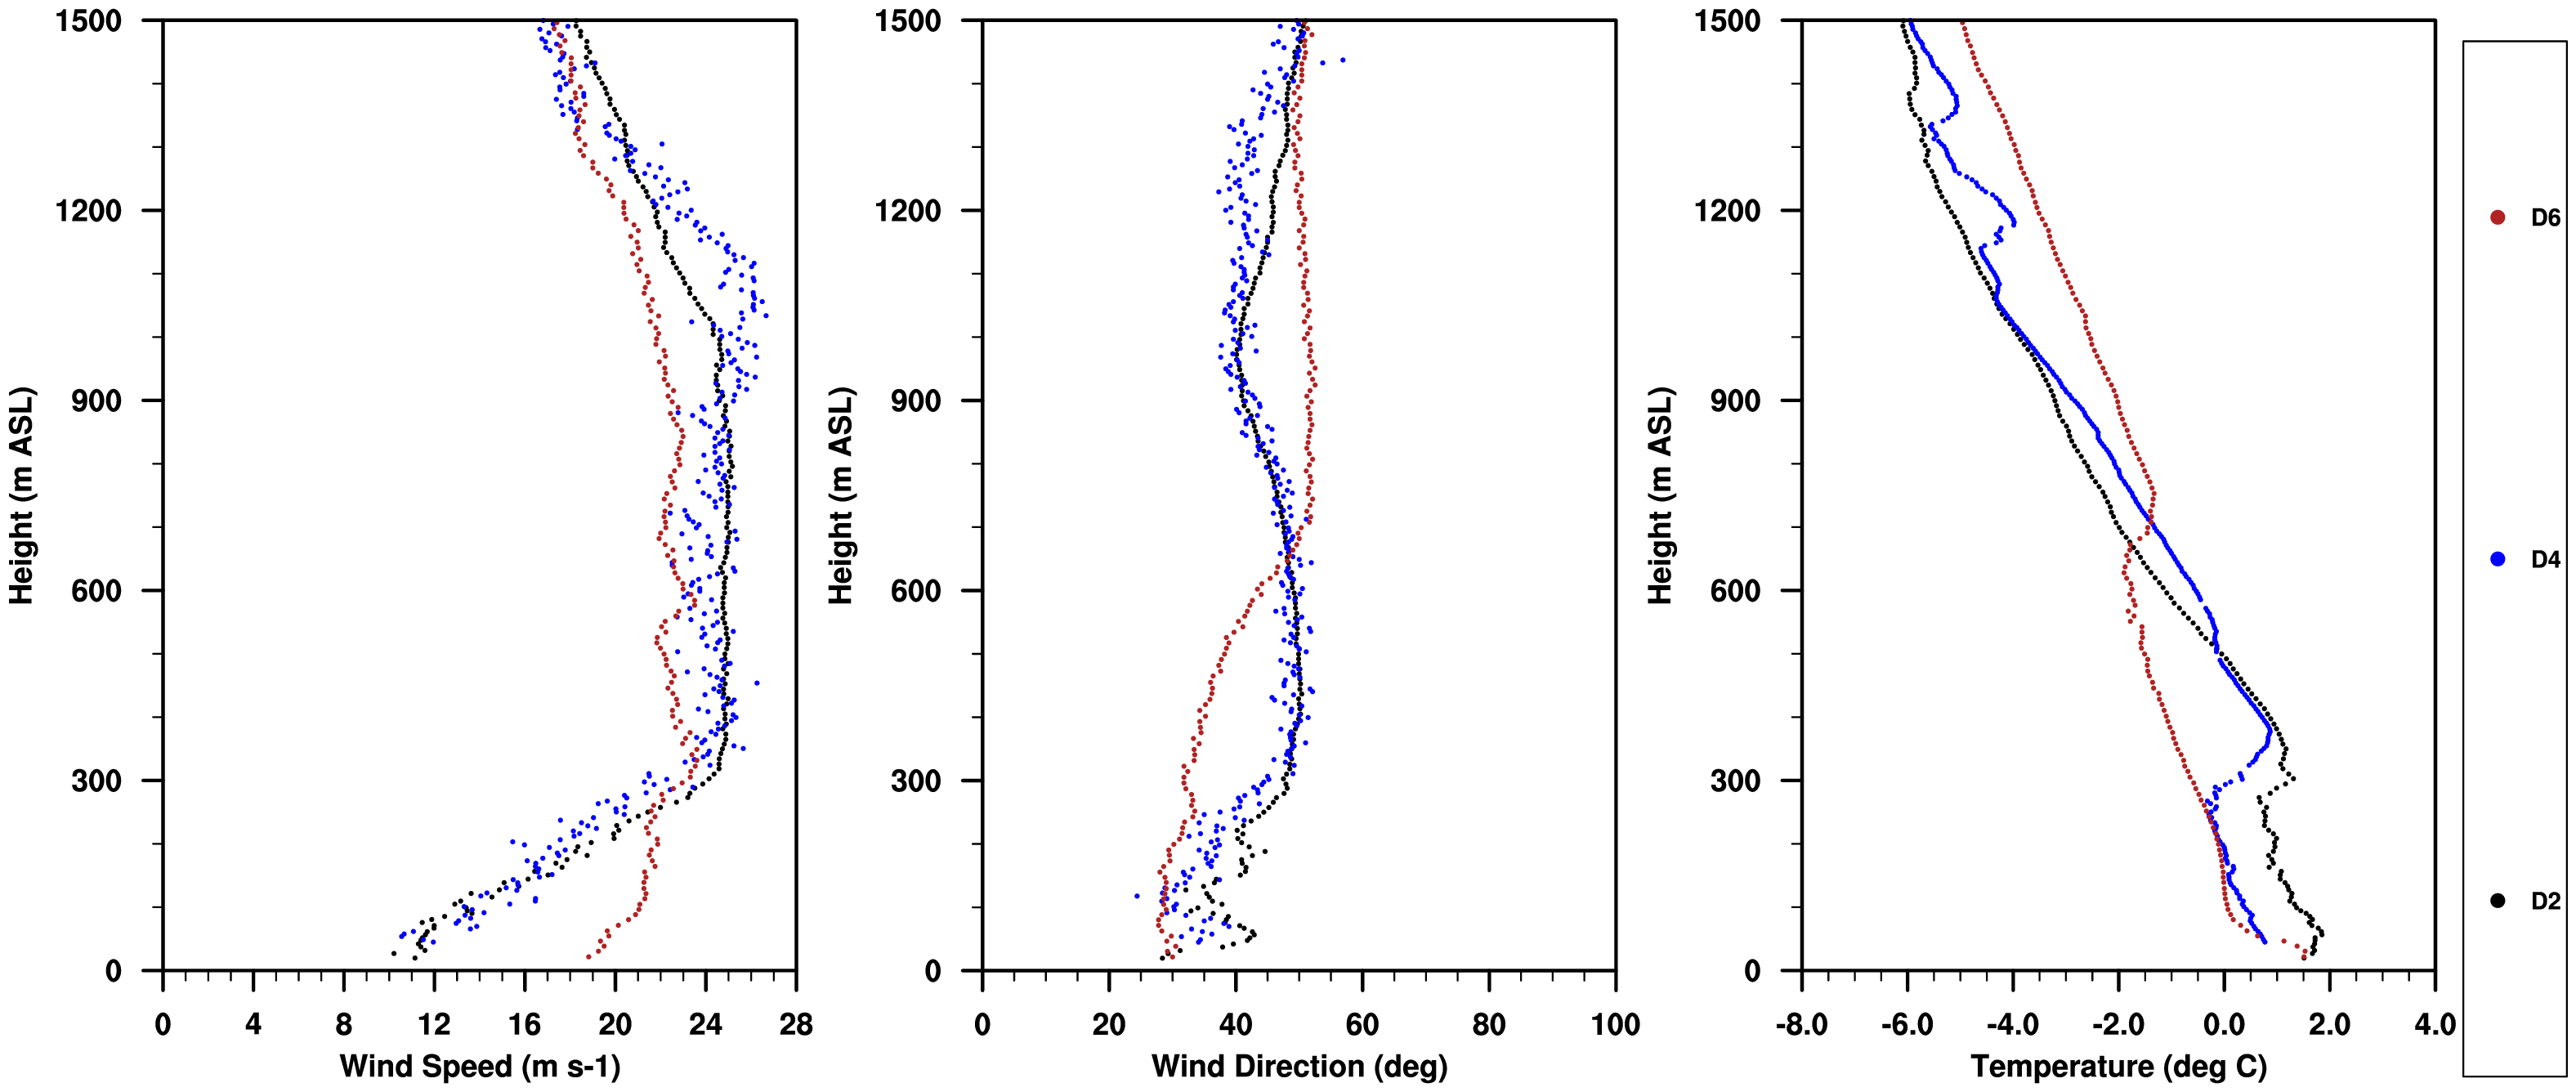 1500
1200
900
600
300
0
Height (m ASL)
0 4 8 12 16 20 24 28
Wind Speed (m s-1)
1500
1200
900
600
300
0
Height (m ASL)
0 20 40 60 80 100
Wind Direction (deg)
1500
1200
900
600
300
0
Height (m ASL)
-8.0 -6.0 -4.0 -2.0 0.0 2.0 4.0
Temperature (deg C)
D6
D4
D2